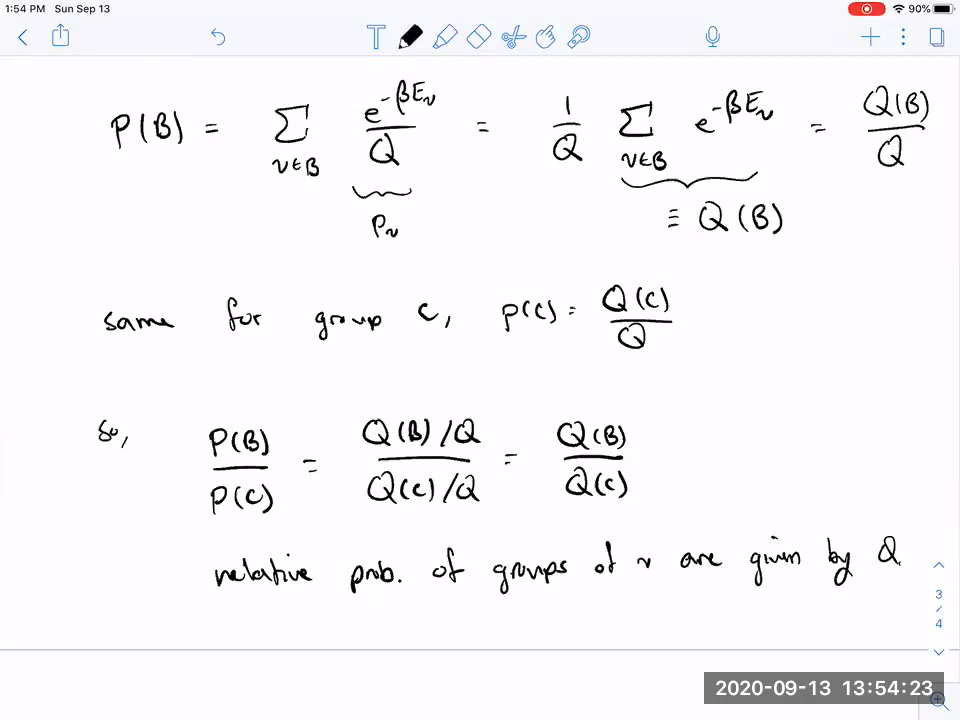 1:54 PM Sun Sep 13 90%
P(B) = Σ_{ν∈B} e^{-βE_ν}/Q = 1/Q Σ_{ν∈B} e^{-βE_ν} = Q(B)/Q
P_ν ≡ Q(B)
same for group C, P(C) = Q(C)/Q
so, P(B)/P(C) = Q(B)/Q / Q(C)/Q = Q(B)/Q(C)
relative prob. of groups of ν are given by Q
3
/
4
2020-09-13 13:54:23